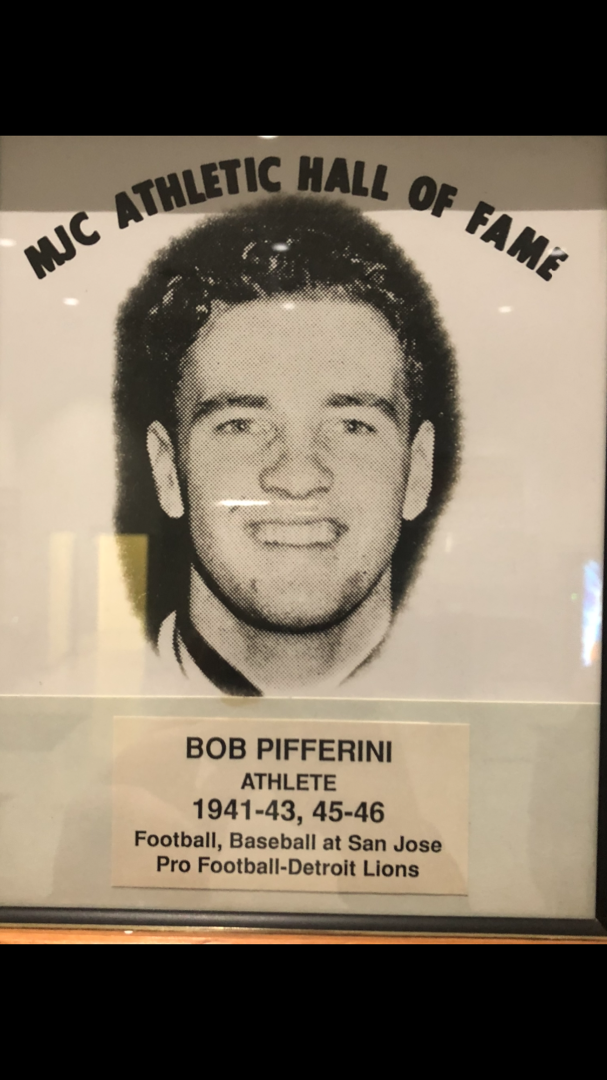 MJC ATHLETIC HALL OF FAME
BOB PIFFERINI
ATHLETE
1941-43, 45-46
Football, Baseball at San Jose
Pro Football-Detroit Lions